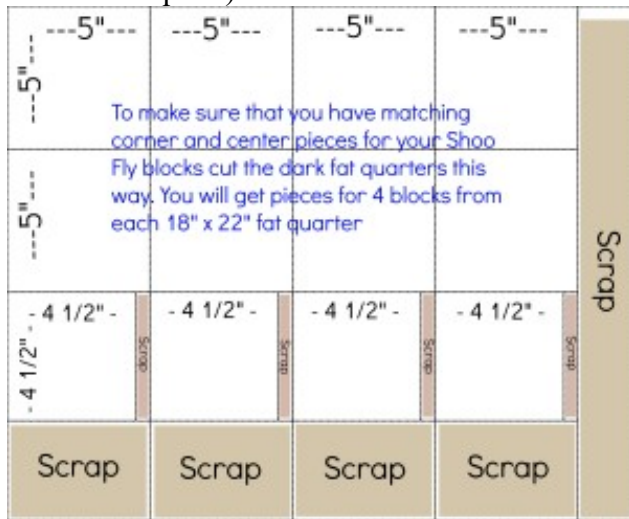 ---5"--- ---5"--- ---5"--- ---5"---
---5"---
To make sure that you have matching
corner and center pieces for your Shoo
Fly blocks cut the dark fat quarters this
way. You will get pieces for 4 blocks from
each 18" x 22" fat quarter
---5"---
Scrap
- 4 1/2" - - 4 1/2" - - 4 1/2" - - 4 1/2" -
- 4 1/2" -
Scrap Scrap Scrap Scrap
Scrap Scrap Scrap Scrap